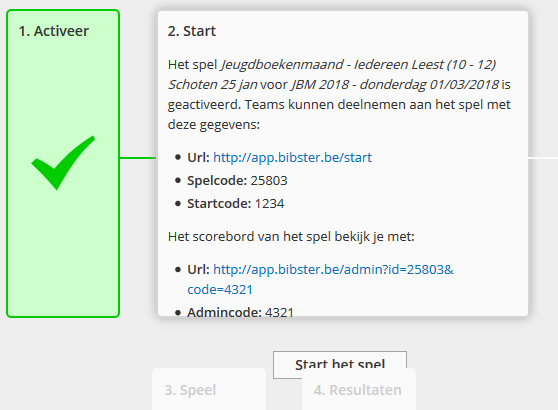 1. Activeer
2. Start
Het spel Jeugdboekenmaand - Iedereen Leest (10 - 12)
Schoten 25 jan voor JBM 2018 - donderdag 01/03/2018 is
geactiveerd. Teams kunnen deelnemen aan het spel met
deze gegevens:
• Url: http://app.bibster.be/start
• Spelcode: 25803
• Startcode: 1234
Het scorebord van het spel bekijk je met:
• Url: http://app.bibster.be/admin?id=25803&
code=4321
• Admincode: 4321
Start het spel
3. Speel
4. Resultaten